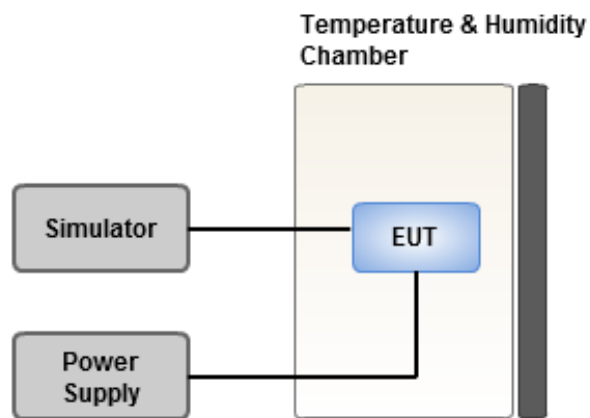 Temperature & Humidity
Chamber
Simulator
EUT
Power
Supply